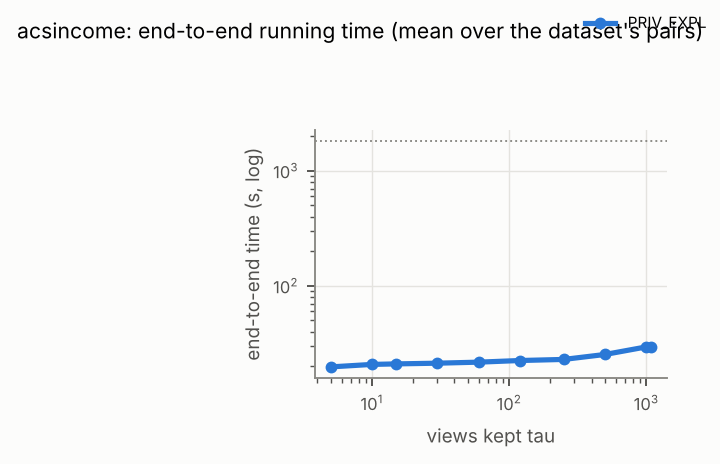 PRIV_EXPL
acsincome: end-to-end running time (mean over the dataset's pairs)
end-to-end time (s, log)
10³
10²
10¹ 10² 10³
views kept tau